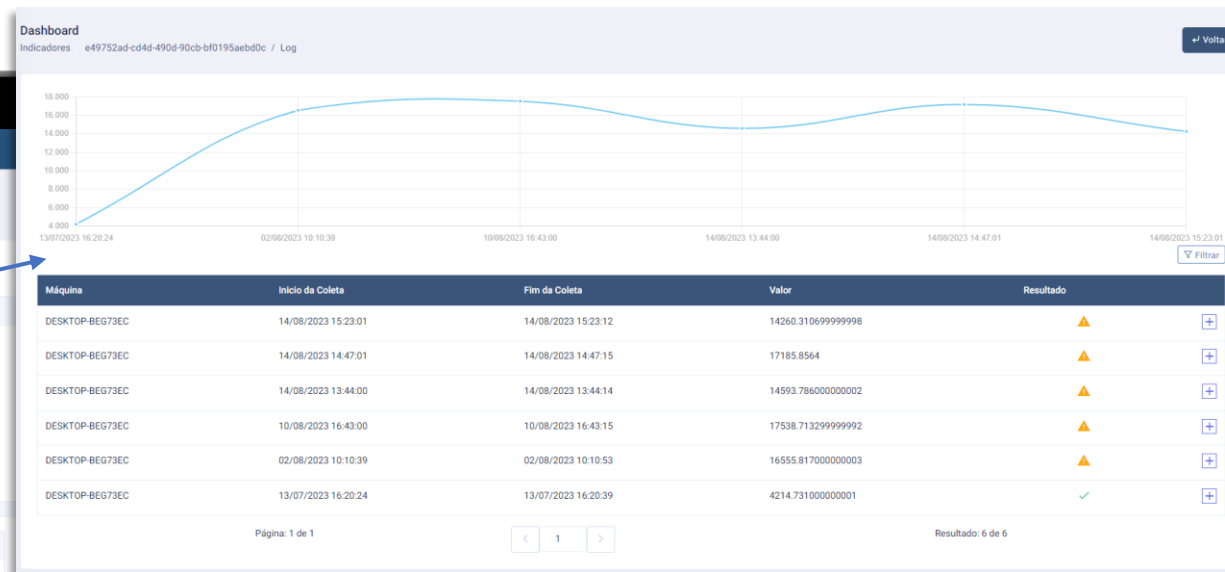 Dashboard
Indicadores e49752ad-cd4d-490d-90cb-bf0195aebd0c / Log
↵ Volta
18.000
16.000
14.000
12.000
10.000
8.000
6.000
4.000
13/07/2023 16:20:24 02/08/2023 10:10:39 10/08/2023 16:43:00 14/08/2023 13:44:00 14/08/2023 14:47:01 14/08/2023 15:23:01
Filtrar
Máquina Inicio da Coleta Fim da Coleta Valor Resultado
DESKTOP-BEG73EC 14/08/2023 15:23:01 14/08/2023 15:23:12 14260.310699999998
DESKTOP-BEG73EC 14/08/2023 14:47:01 14/08/2023 14:47:15 17185.8564
DESKTOP-BEG73EC 14/08/2023 13:44:00 14/08/2023 13:44:14 14593.786000000002
DESKTOP-BEG73EC 10/08/2023 16:43:00 10/08/2023 16:43:15 17538.713299999992
DESKTOP-BEG73EC 02/08/2023 10:10:39 02/08/2023 10:10:53 16555.817000000003
DESKTOP-BEG73EC 13/07/2023 16:20:24 13/07/2023 16:20:39 4214.731000000001
Página: 1 de 1 < 1 > Resultado: 6 de 6